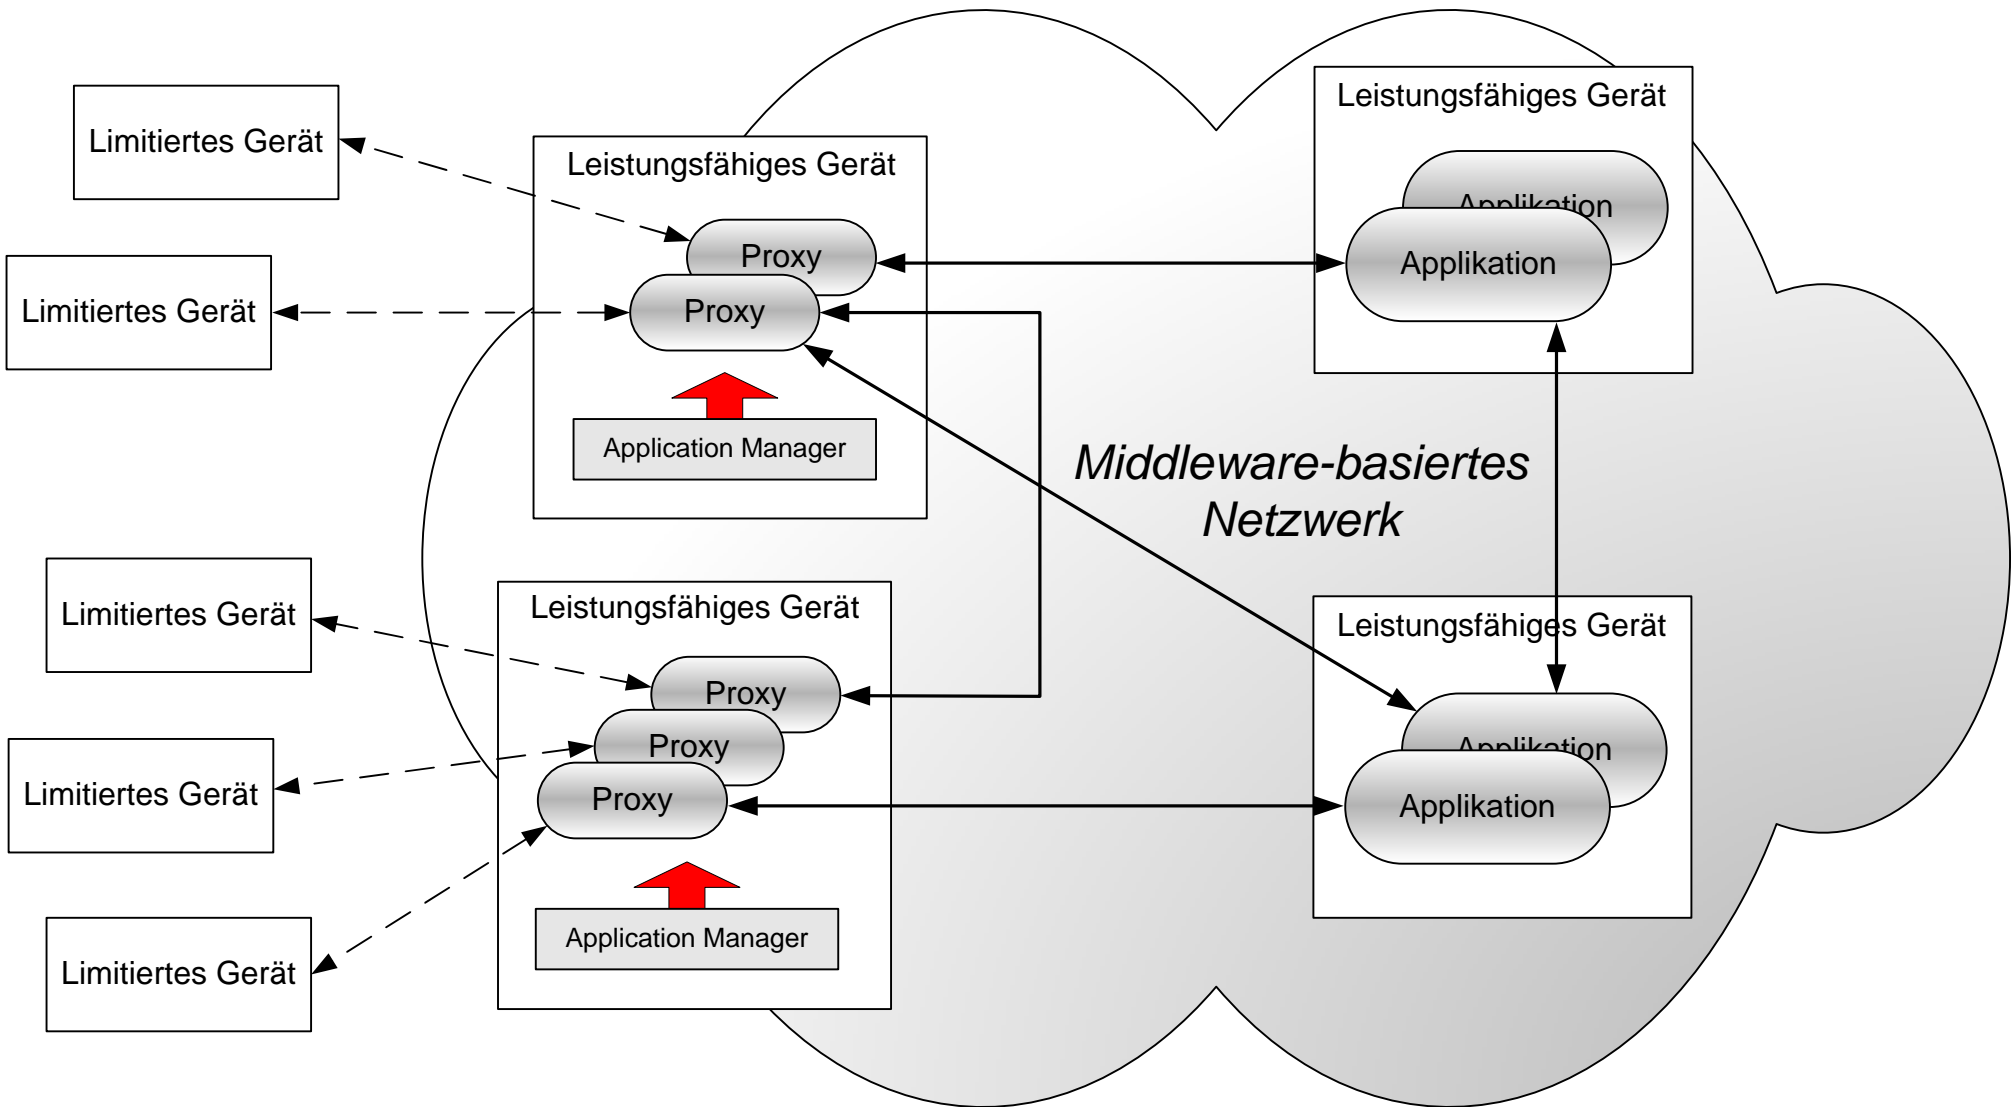 Limitiertes Gerät
Limitiertes Gerät
Leistungsfähiges Gerät
Proxy
Proxy
Application Manager
Leistungsfähiges Gerät
Applikation
Applikation
Middleware-basiertes
Netzwerk
Limitiertes Gerät
Limitiertes Gerät
Limitiertes Gerät
Leistungsfähiges Gerät
Proxy
Proxy
Proxy
Application Manager
Leistungsfähiges Gerät
Applikation
Applikation